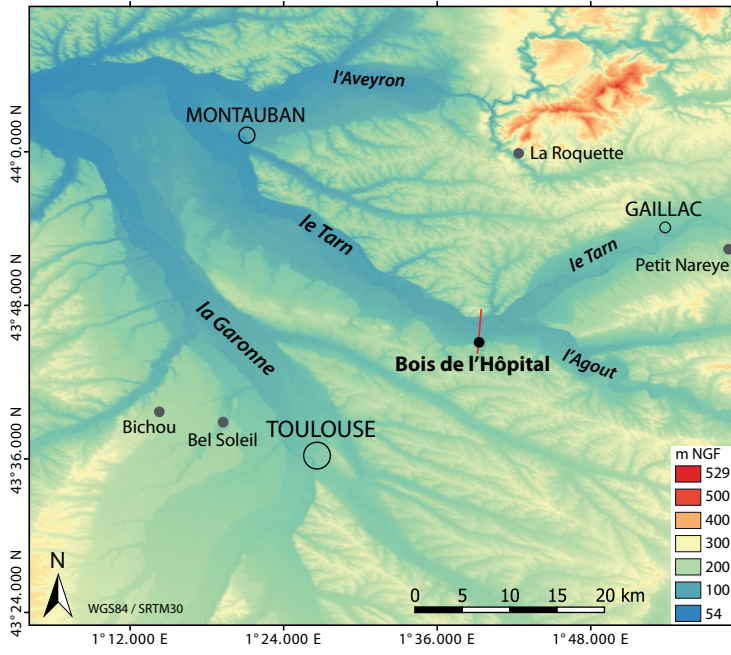 l'Aveyron
MONTAUBAN
La Roquette
GAILLAC
le Tarn
le Tarn
Petit Nareye
la Garonne
Bois de l'Hôpital
l'Agout
Bichou
Bel Soleil
TOULOUSE
m NGF
529
500
400
300
200
100
54
N
WGS84 / SRTM30
0 5 10 15 20 km
44°0.000 N
43°48.000 N
43°36.000 N
43°24.000 N
1°12.000 E 1°24.000 E 1°36.000 E 1°48.000 E